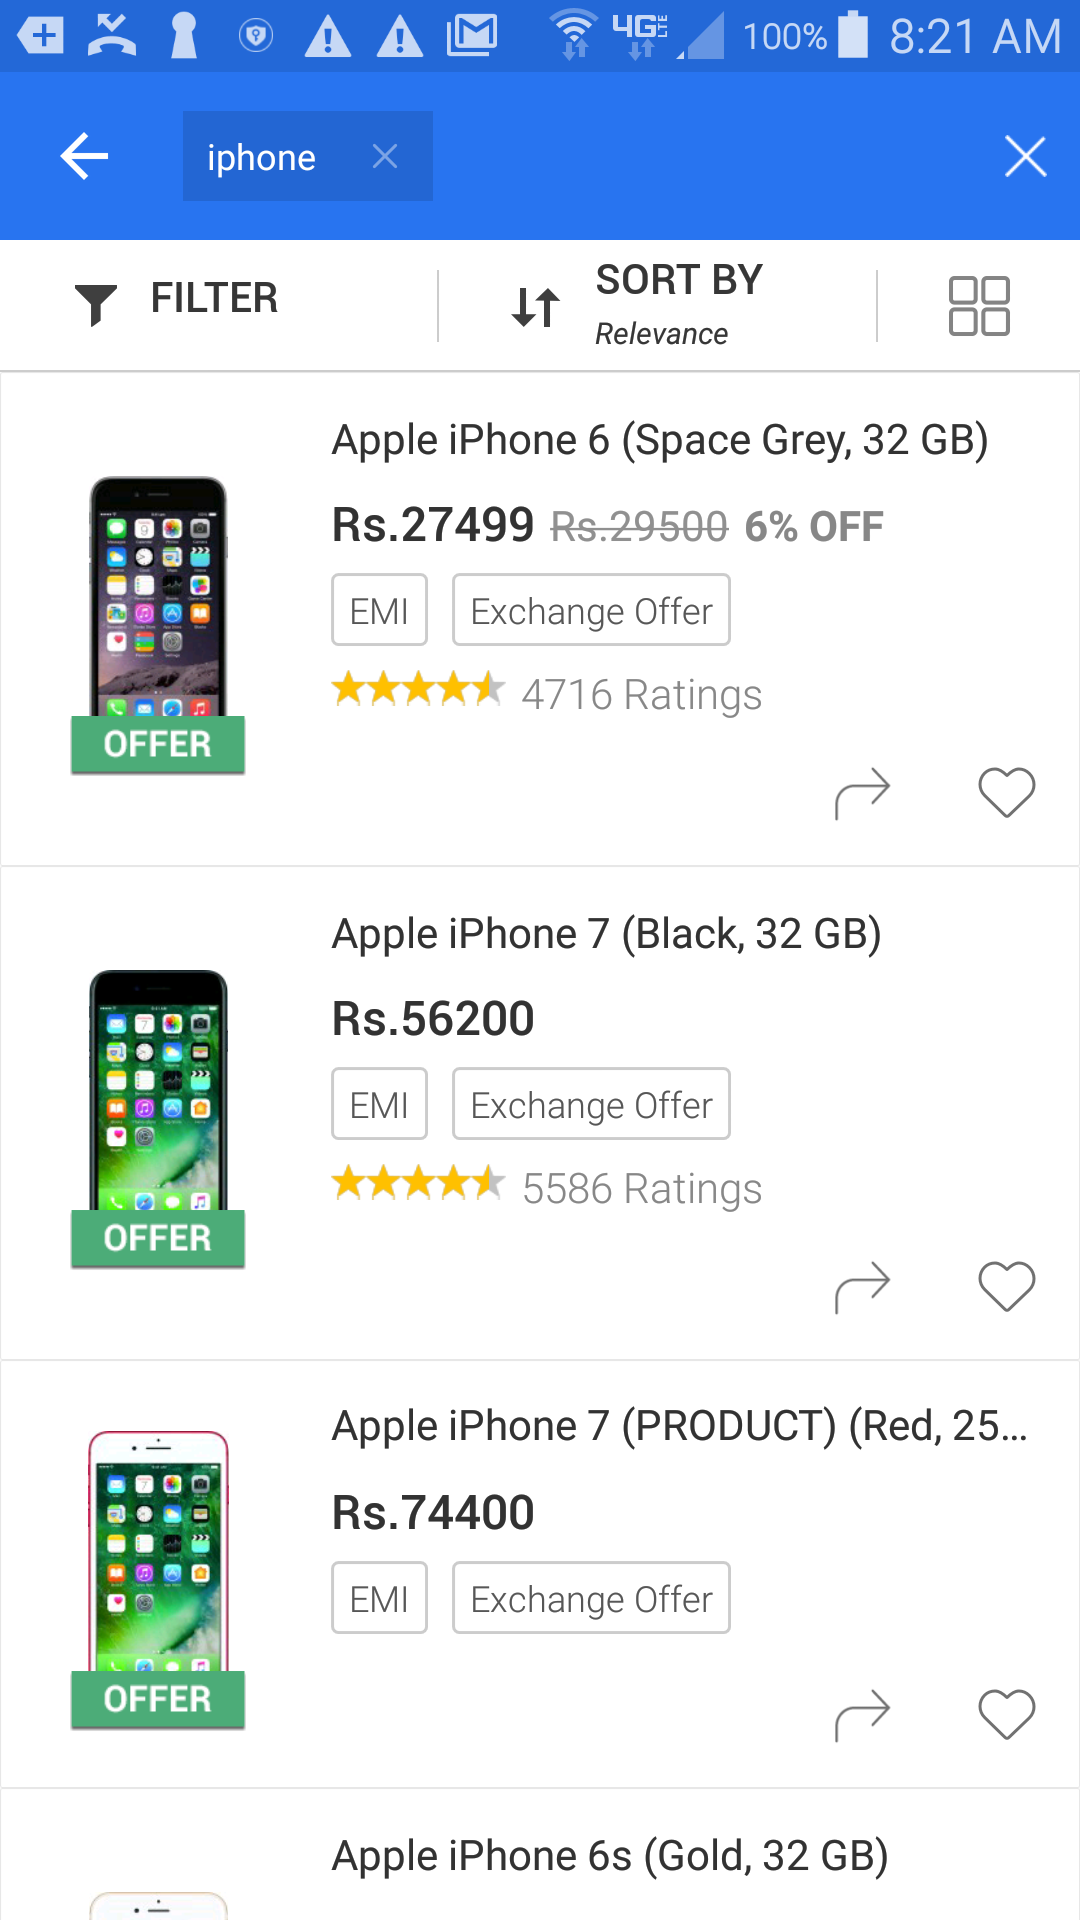 4G LTE 100% 8:21 AM
iphone
FILTER
SORT BY
Relevance
Apple iPhone 6 (Space Grey, 32 GB)
Rs.27499 Rs.29500 6% OFF
EMI Exchange Offer
4716 Ratings
OFFER
Apple iPhone 7 (Black, 32 GB)
Rs.56200
EMI Exchange Offer
5586 Ratings
OFFER
Apple iPhone 7 (PRODUCT) (Red, 25...
Rs.74400
EMI Exchange Offer
OFFER
Apple iPhone 6s (Gold, 32 GB)